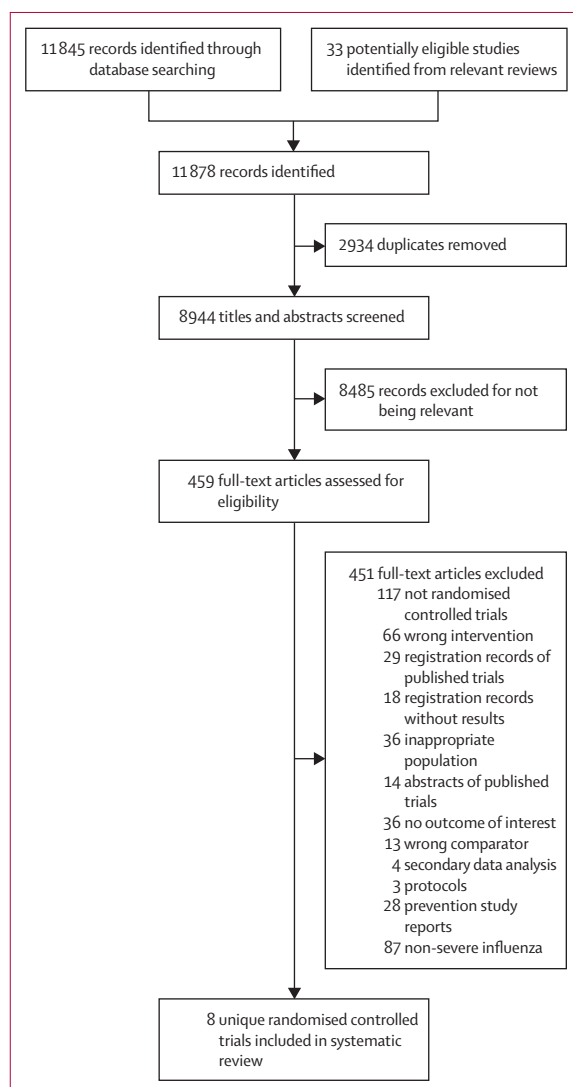 11 845 records identified through
database searching
33 potentially eligible studies
identified from relevant reviews
11 878 records identified
2934 duplicates removed
8944 titles and abstracts screened
8485 records excluded for not
being relevant
459 full-text articles assessed for
eligibility
451 full-text articles excluded
117 not randomised
controlled trials
66 wrong intervention
29 registration records of
published trials
18 registration records
without results
36 inappropriate
population
14 abstracts of published
trials
36 no outcome of interest
13 wrong comparator
4 secondary data analysis
3 protocols
28 prevention study
reports
87 non-severe influenza
8 unique randomised controlled
trials included in systematic
review